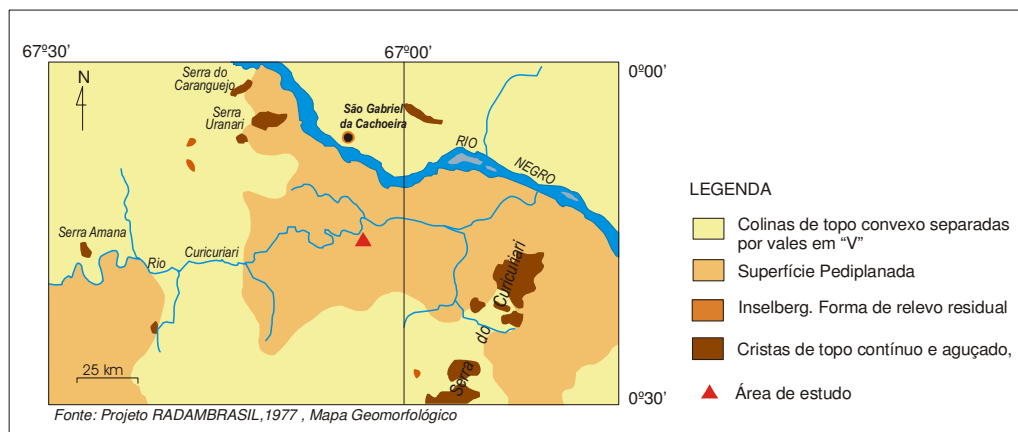 67º30’
67º00’
0º00’
N
Serra do
Caranguejo
Serra
Uranari
São Gabriel
da Cachoeira
RIO
NEGRO
Serra Amana
Rio
Curicuriari
Serra do Curicuriari
25 km
0º30’
Fonte: Projeto RADAMBRASIL,1977 , Mapa Geomorfológico
LEGENDA
Colinas de topo convexo separadas
por vales em “V”
Superfície Pediplanada
Inselberg. Forma de relevo residual
Cristas de topo contínuo e aguçado,
Área de estudo